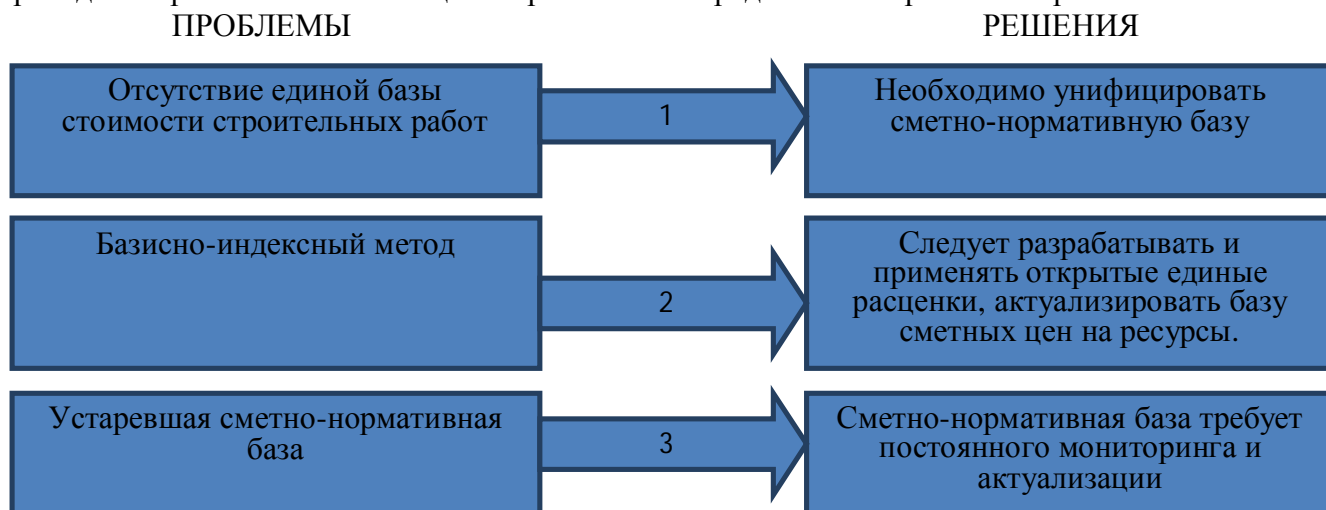 ПРОБЛЕМЫ
РЕШЕНИЯ
Отсутствие единой базы
стоимости строительных работ
1
Необходимо унифицировать
сметно-нормативную базу
Базисно-индексный метод
2
Следует разрабатывать и
применять открытые единые
расценки, актуализировать базу
сметных цен на ресурсы.
Устаревшая сметно-нормативная
база
3
Сметно-нормативная база требует
постоянного мониторинга и
актуализации